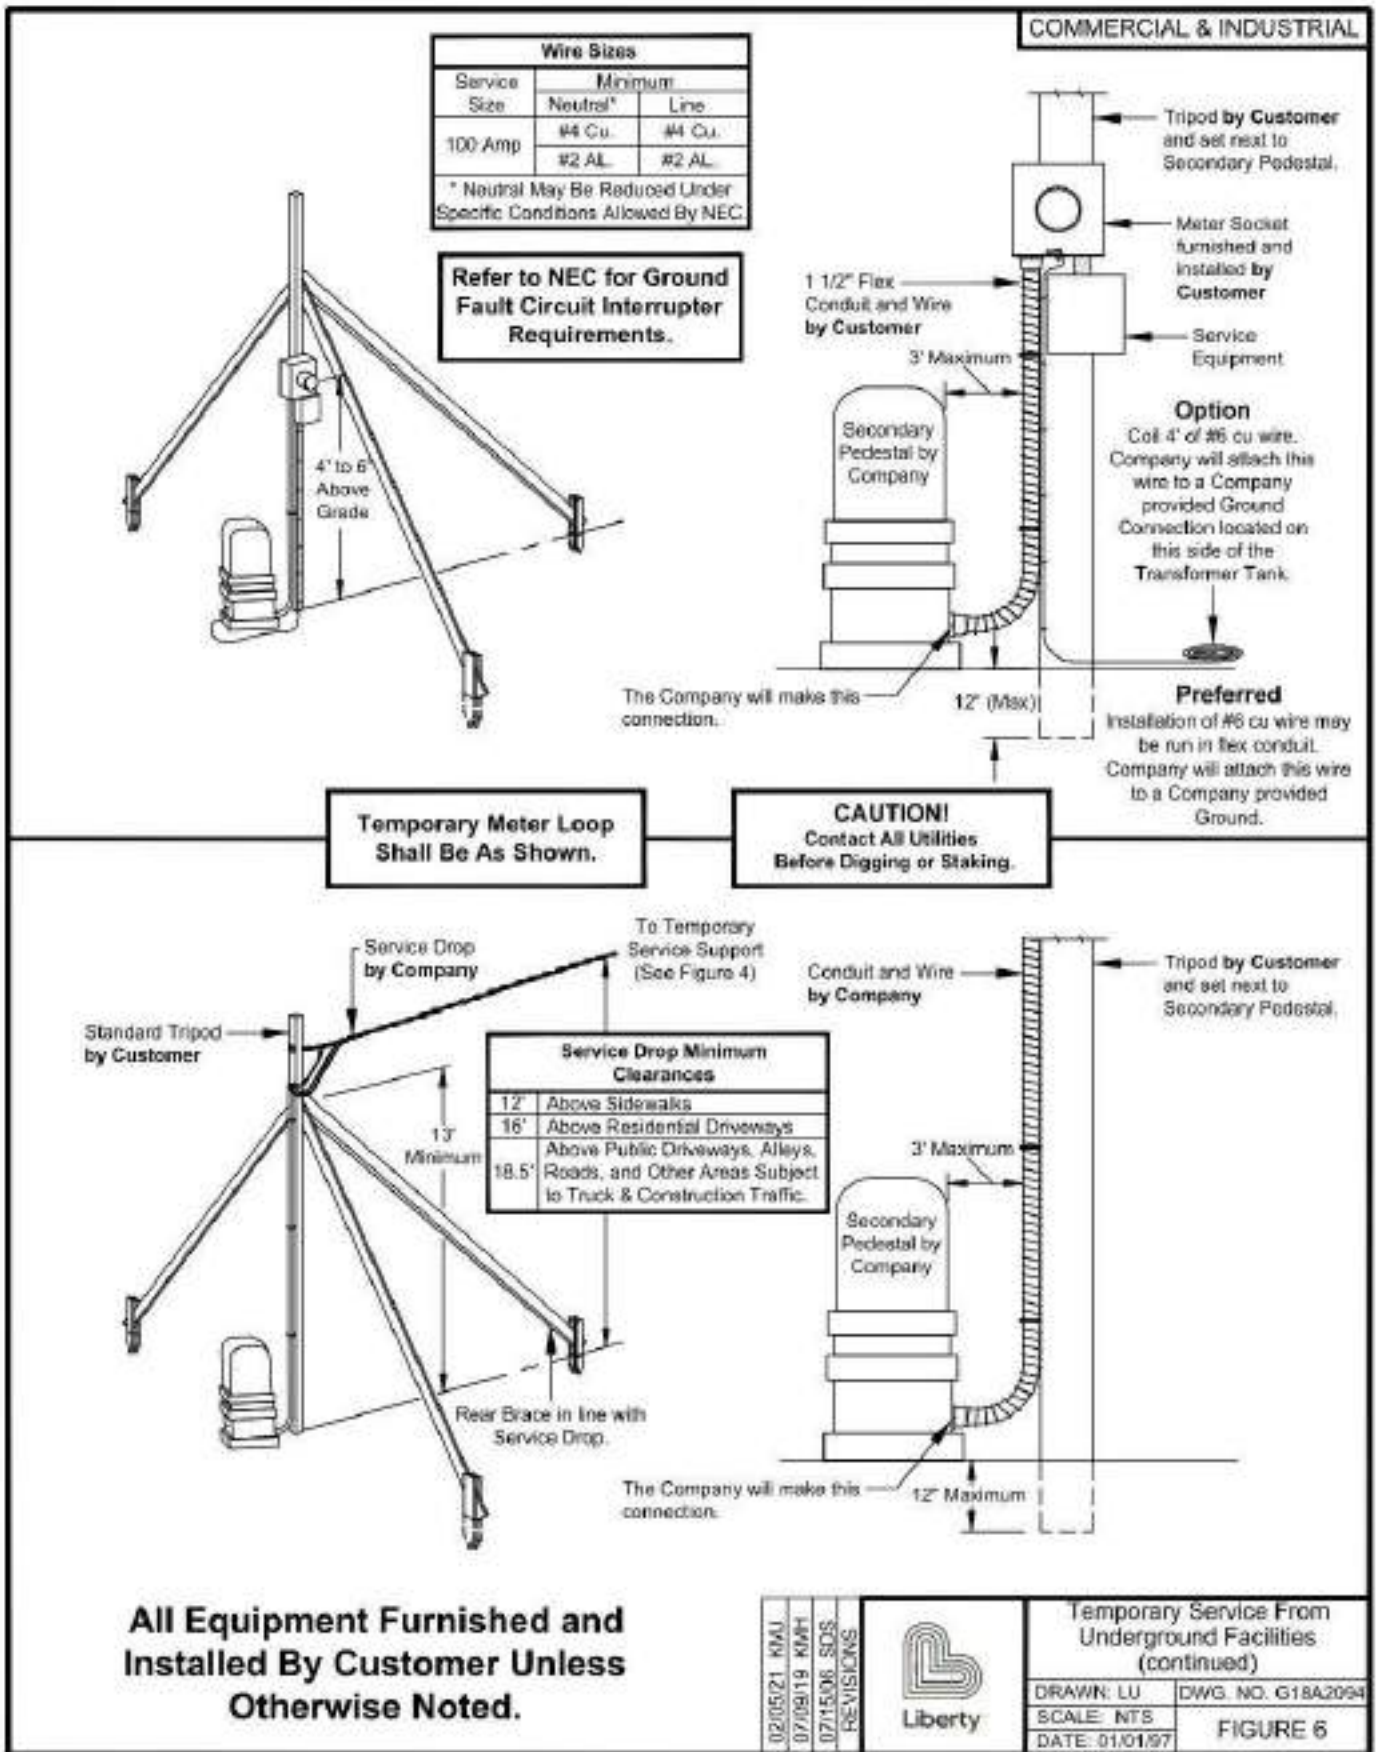 COMMERCIAL & INDUSTRIAL
Wire Sizes
Service
Size
Minimum
Neutral*
Line
100 Amp
#4 Cu.
#4 Cu.
#2 AL.
#2 AL.
* Neutral May Be Reduced Under
Specific Conditions Allowed By NEC.
Refer to NEC for Ground
Fault Circuit Interrupter
Requirements.
4' to 6'
Above
Grade
Tripod by Customer
and set next to
Secondary Pedestal.
Meter Socket
furnished and
installed by
Customer
1 1/2" Flex
Conduit and Wire
by Customer
3' Maximum
Service
Equipment
Secondary
Pedestal by
Company
Option
Coil 4' of #6 cu wire.
Company will attach this
wire to a Company
provided Ground
Connection located on
this side of the
Transformer Tank.
The Company will make this
connection.
12" (Max)
Preferred
Installation of #6 cu wire may
be run in flex conduit.
Company will attach this wire
to a Company provided
Ground.
Temporary Meter Loop
Shall Be As Shown.
CAUTION!
Contact All Utilities
Before Digging or Staking.
Service Drop
by Company
To Temporary
Service Support
(See Figure 4)
Standard Tripod
by Customer
Service Drop Minimum
Clearances
12' Above Sidewalks
16' Above Residential Driveways
18.5' Above Public Driveways, Alleys,
Roads, and Other Areas Subject
to Truck & Construction Traffic.
13'
Minimum
Rear Brace in line with
Service Drop.
Conduit and Wire
by Company
Tripod by Customer
and set next to
Secondary Pedestal.
3' Maximum
Secondary
Pedestal by
Company
The Company will make this
connection.
12" Maximum
All Equipment Furnished and
Installed By Customer Unless
Otherwise Noted.
02/05/21 KMJ
07/09/19 KMH
07/15/06 SDS
REVISIONS
Liberty
Temporary Service From
Underground Facilities
(continued)
DRAWN: LU
DWG. NO. G18A2094
SCALE: NTS
DATE: 01/01/97
FIGURE 6